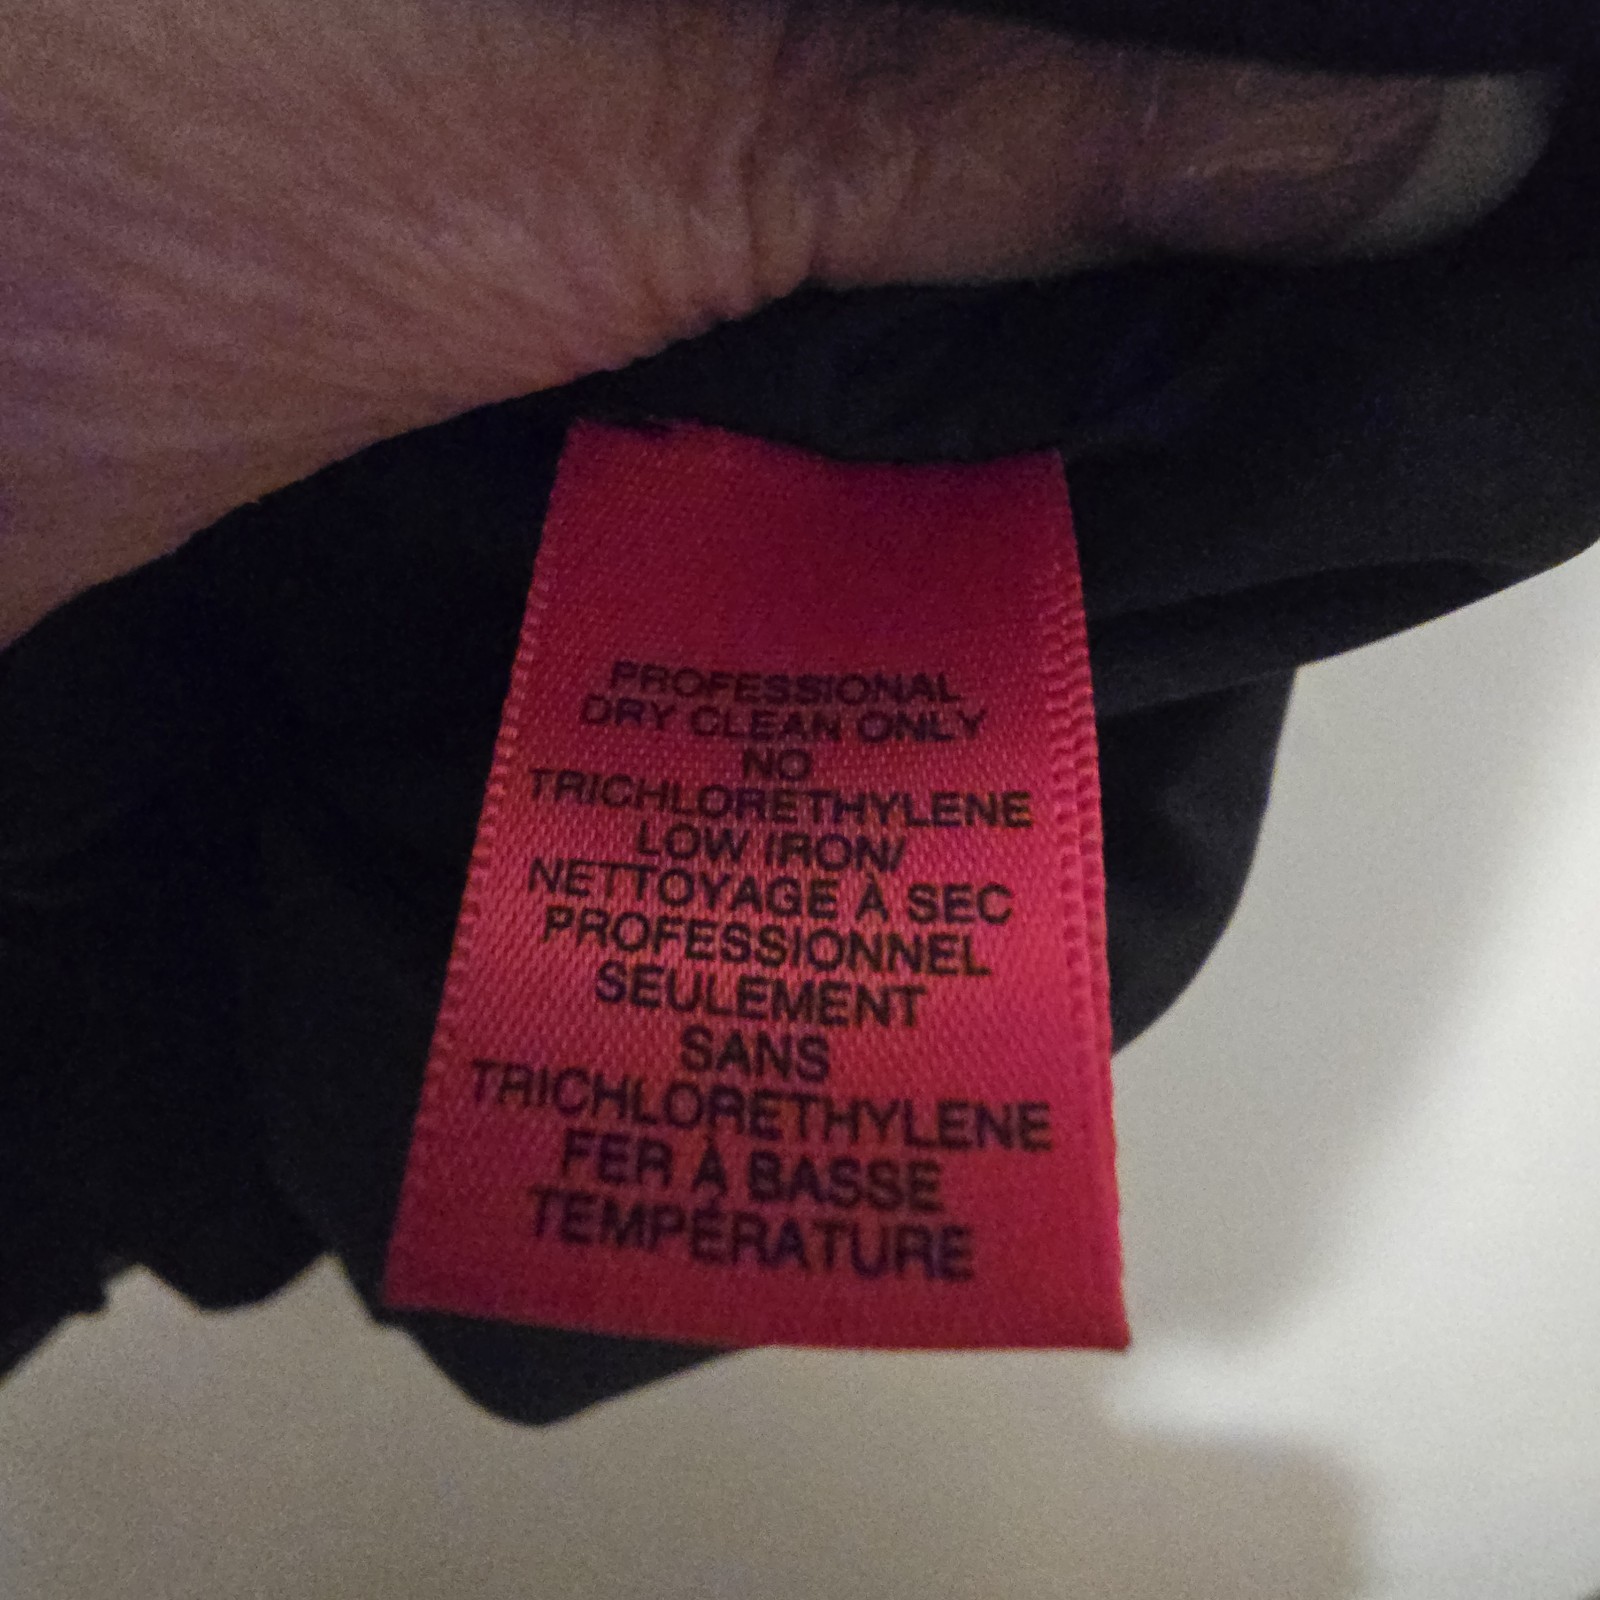 PROFESSIONAL
DRY CLEAN ONLY
NO
TRICHLORETHYLENE
LOW IRON/
NETTOYAGE À SEC
PROFESSIONNEL
SEULEMENT
SANS
TRICHLORETHYLENE
FER À BASSE
TEMPÉRATURE